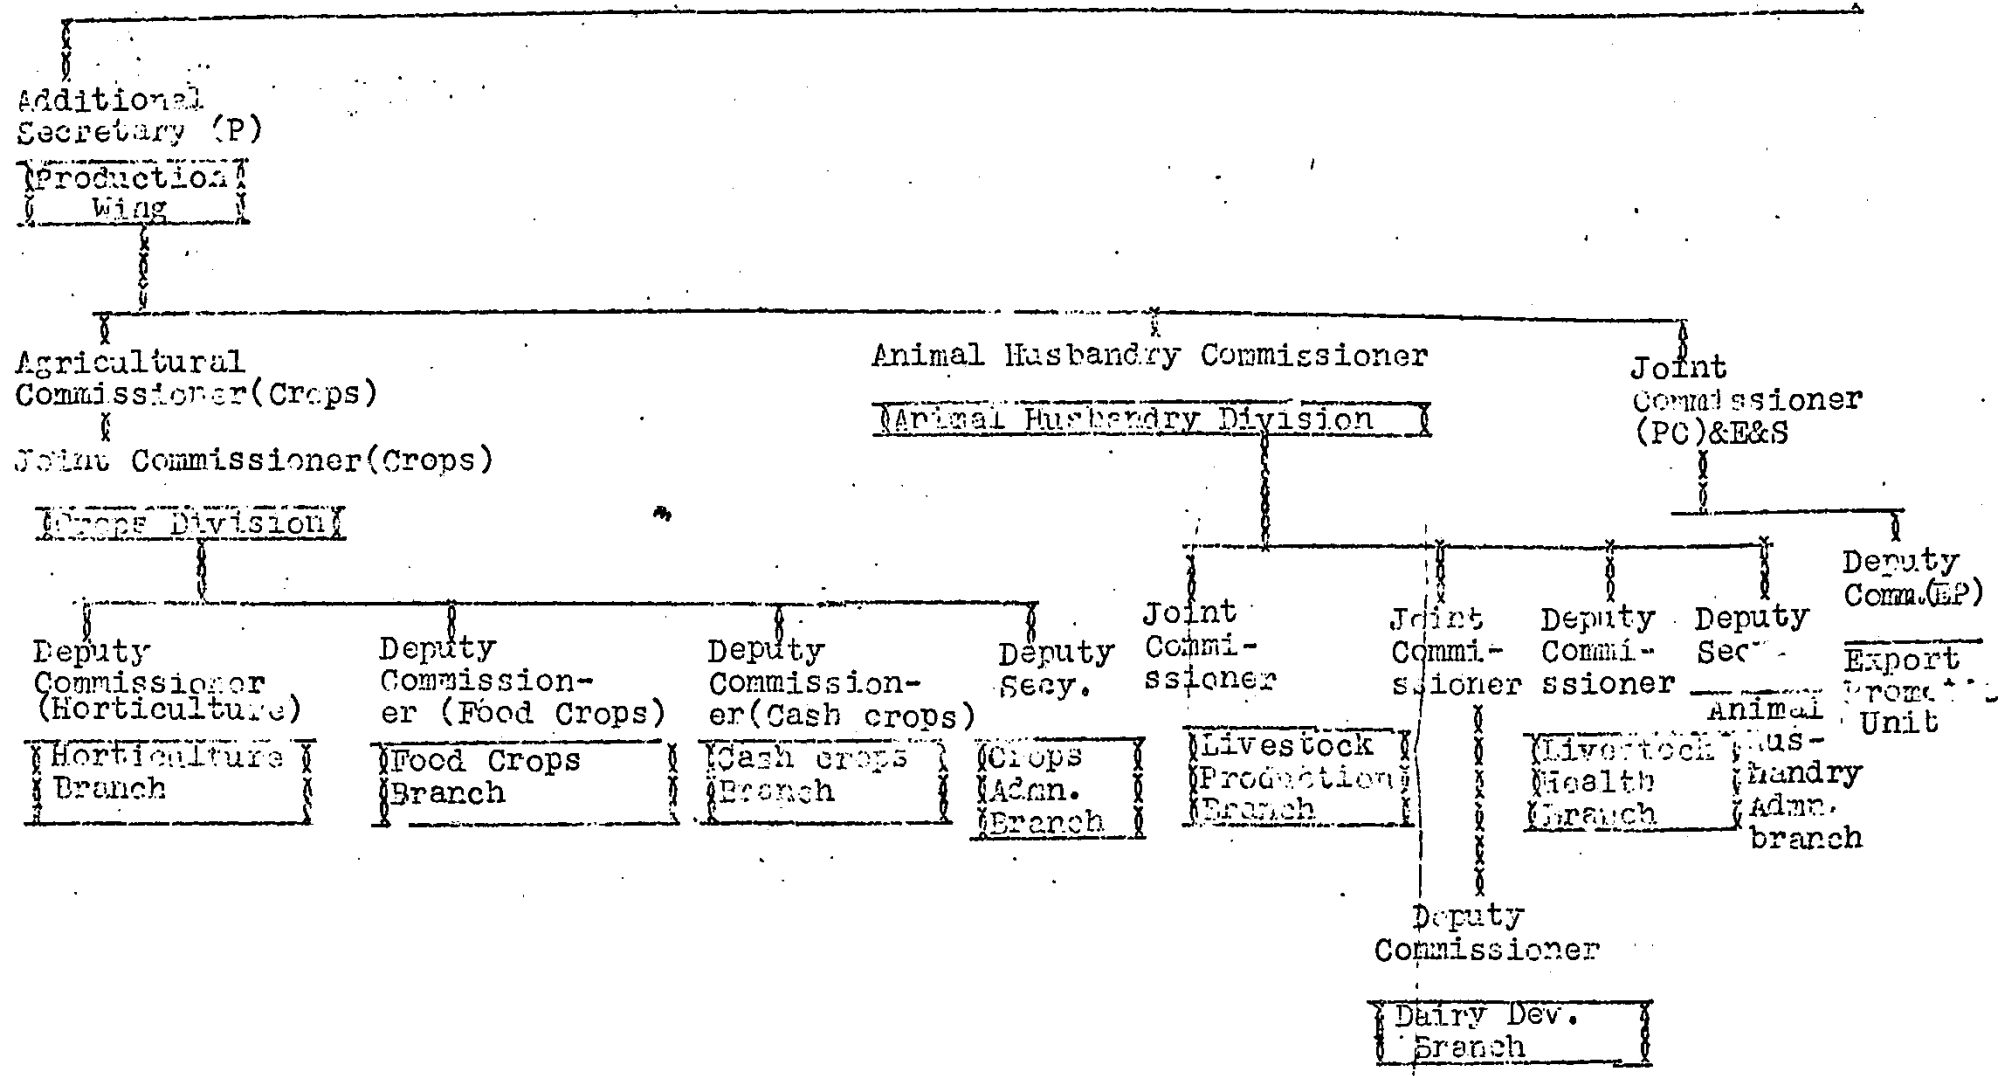 Additional
Secretary (P)
Production
Wing
Agricultural
Commissioner(Crops)
Joint Commissioner(Crops)
Crops Division
Animal Husbandry Commissioner
Animal Husbandry Division
Joint
Commissioner
(PC)&E&S
Deputy
Commissioner
(Horticulture)
Horticulture
Branch
Deputy
Commission-
er (Food Crops)
Food Crops
Branch
Deputy
Commission-
er(Cash crops)
Cash crops
Branch
Deputy
Secy.
Crops
Admn.
Branch
Joint
Commi-
ssioner
Livestock
Production
Branch
Joint
Commi-
ssioner
Deputy
Commissioner
Dairy Dev.
Branch
Deputy
Commi-
ssioner
Livestock
Health
Branch
Deputy
Animal
Hus-
bandry
Admn.
branch
Deputy
Comm.(EP)
Export
Unit